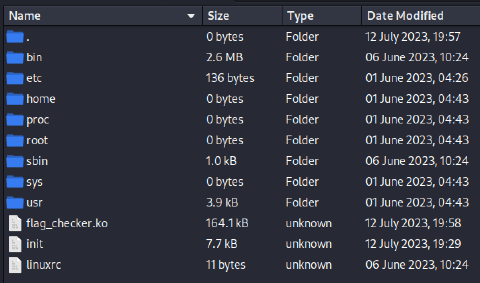 Name Size Type Date Modified
. 0 bytes Folder 12 July 2023, 19:57
bin 2.6 MB Folder 06 June 2023, 10:24
etc 136 bytes Folder 01 June 2023, 04:26
home 0 bytes Folder 01 June 2023, 04:43
proc 0 bytes Folder 01 June 2023, 04:43
root 0 bytes Folder 01 June 2023, 04:43
sbin 1.0 kB Folder 06 June 2023, 10:24
sys 0 bytes Folder 01 June 2023, 04:43
usr 3.9 kB Folder 01 June 2023, 04:43
flag_checker.ko 164.1 kB unknown 12 July 2023, 19:58
init 7.7 kB unknown 12 July 2023, 19:29
linuxrc 11 bytes unknown 06 June 2023, 10:24